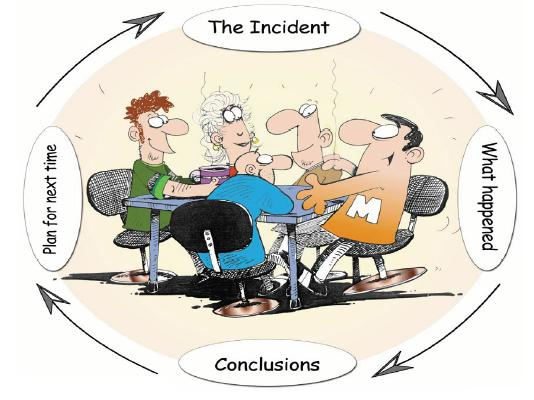 The Incident
What happened
Conclusions
Plan for next time
M